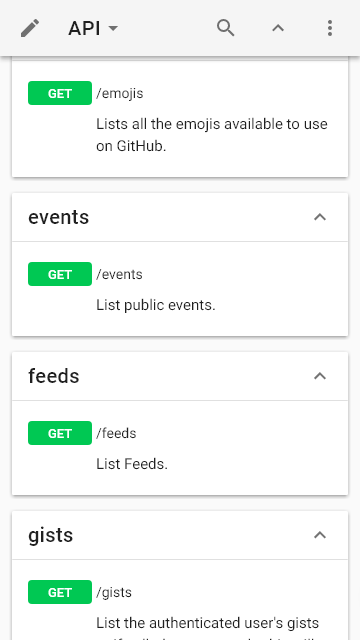 API
GET /emojis
Lists all the emojis available to use
on GitHub.
events
GET /events
List public events.
feeds
GET /feeds
List Feeds.
gists
GET /gists
List the authenticated user's gists